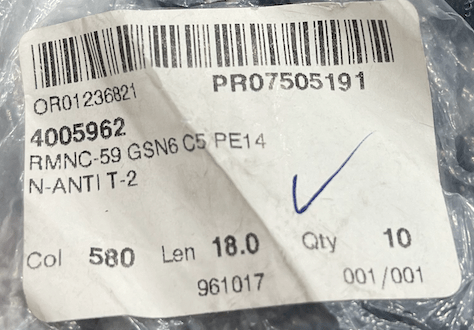 OR01236821 PR07505191
4005962
RMNC-59 GSN6 C5 PE14
N-ANTI T-2
Col 580 Len 18.0 Qty 10
961017 001/001